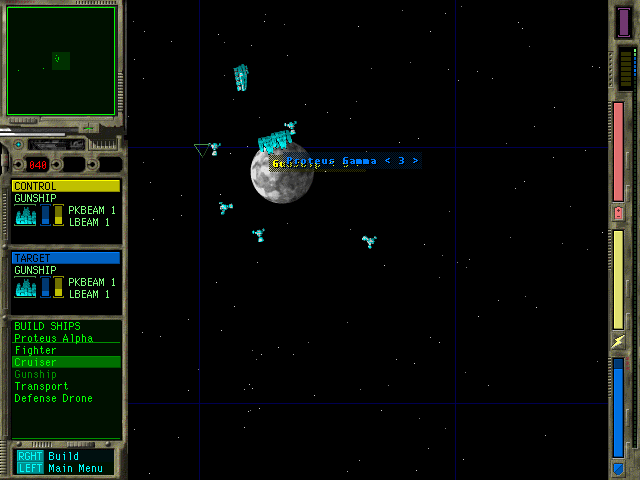 040
CONTROL
GUNSHIP
PKBEAM 1
LBEAM 1
TARGET
GUNSHIP
PKBEAM 1
LBEAM 1
BUILD SHIPS
Proteus Alpha
Fighter
Cruiser
Gunship
Transport
Defense Drone
RGHT Build
LEFT Main Menu
Proteus Gamma < 3 >